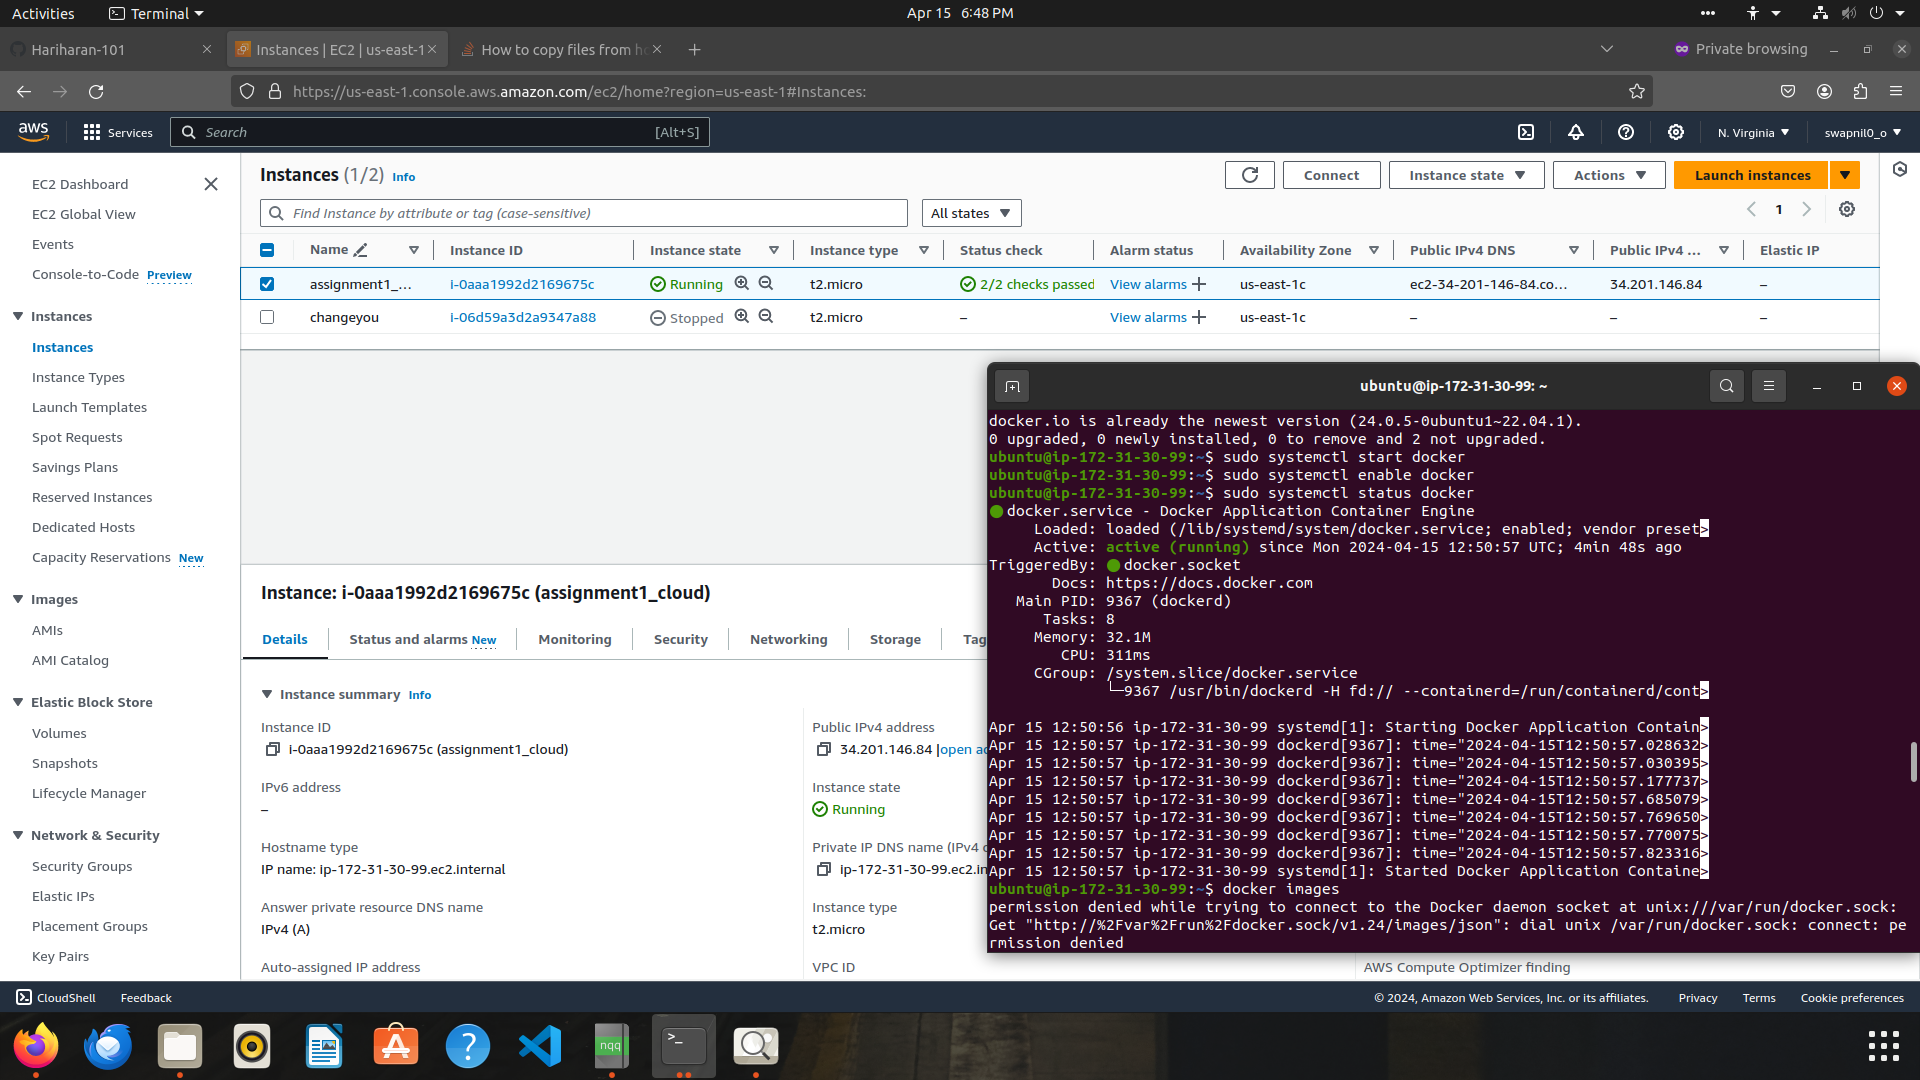 Activities
Terminal
Apr 15 6:48 PM
Hariharan-101
Instances | EC2 | us-east-1
How to copy files from ho
Private browsing
https://us-east-1.console.aws.amazon.com/ec2/home?region=us-east-1#Instances:
aws
Services
Search
[Alt+S]
N. Virginia
swapnil0_o
EC2 Dashboard
EC2 Global View
Events
Console-to-Code Preview
Instances
Instances
Instance Types
Launch Templates
Spot Requests
Savings Plans
Reserved Instances
Dedicated Hosts
Capacity Reservations New
Images
AMIs
AMI Catalog
Elastic Block Store
Volumes
Snapshots
Lifecycle Manager
Network & Security
Security Groups
Elastic IPs
Placement Groups
Key Pairs
Instances (1/2) Info
Connect
Instance state
Actions
Launch instances
Find Instance by attribute or tag (case-sensitive)
All states
1
Name Instance ID Instance state Instance type Status check Alarm status Availability Zone Public IPv4 DNS Public IPv4 ... Elastic IP
assignment1_... i-0aaa1992d2169675c Running t2.micro 2/2 checks passed View alarms us-east-1c ec2-34-201-146-84.co... 34.201.146.84 –
changeyou i-06d59a3d2a9347a88 Stopped t2.micro – View alarms us-east-1c – – –
Instance: i-0aaa1992d2169675c (assignment1_cloud)
Details Status and alarms New Monitoring Security Networking Storage Tag
Instance summary Info
Instance ID
i-0aaa1992d2169675c (assignment1_cloud)
Public IPv4 address
34.201.146.84 |open ad
IPv6 address
–
Instance state
Running
Hostname type
IP name: ip-172-31-30-99.ec2.internal
Private IP DNS name (IPv4 o
ip-172-31-30-99.ec2.in
Answer private resource DNS name
IPv4 (A)
Instance type
t2.micro
Auto-assigned IP address
VPC ID
AWS Compute Optimizer finding
ubuntu@ip-172-31-30-99: ~
docker.io is already the newest version (24.0.5-0ubuntu1~22.04.1).
0 upgraded, 0 newly installed, 0 to remove and 2 not upgraded.
ubuntu@ip-172-31-30-99:~$ sudo systemctl start docker
ubuntu@ip-172-31-30-99:~$ sudo systemctl enable docker
ubuntu@ip-172-31-30-99:~$ sudo systemctl status docker
● docker.service - Docker Application Container Engine
Loaded: loaded (/lib/systemd/system/docker.service; enabled; vendor preset>
Active: active (running) since Mon 2024-04-15 12:50:57 UTC; 4min 48s ago
TriggeredBy: ● docker.socket
Docs: https://docs.docker.com
Main PID: 9367 (dockerd)
Tasks: 8
Memory: 32.1M
CPU: 311ms
CGroup: /system.slice/docker.service
└─9367 /usr/bin/dockerd -H fd:// --containerd=/run/containerd/cont>
Apr 15 12:50:56 ip-172-31-30-99 systemd[1]: Starting Docker Application Contain>
Apr 15 12:50:57 ip-172-31-30-99 dockerd[9367]: time="2024-04-15T12:50:57.028632>
Apr 15 12:50:57 ip-172-31-30-99 dockerd[9367]: time="2024-04-15T12:50:57.030395>
Apr 15 12:50:57 ip-172-31-30-99 dockerd[9367]: time="2024-04-15T12:50:57.177737>
Apr 15 12:50:57 ip-172-31-30-99 dockerd[9367]: time="2024-04-15T12:50:57.685079>
Apr 15 12:50:57 ip-172-31-30-99 dockerd[9367]: time="2024-04-15T12:50:57.769650>
Apr 15 12:50:57 ip-172-31-30-99 dockerd[9367]: time="2024-04-15T12:50:57.770075>
Apr 15 12:50:57 ip-172-31-30-99 dockerd[9367]: time="2024-04-15T12:50:57.823316>
Apr 15 12:50:57 ip-172-31-30-99 systemd[1]: Started Docker Application Containe>
ubuntu@ip-172-31-30-99:~$ docker images
permission denied while trying to connect to the Docker daemon socket at unix:///var/run/docker.sock:
Get "http://%2Fvar%2Frun%2Fdocker.sock/v1.24/images/json": dial unix /var/run/docker.sock: connect: pe
rmission denied
CloudShell
Feedback
© 2024, Amazon Web Services, Inc. or its affiliates.
Privacy
Terms
Cookie preferences
nqq